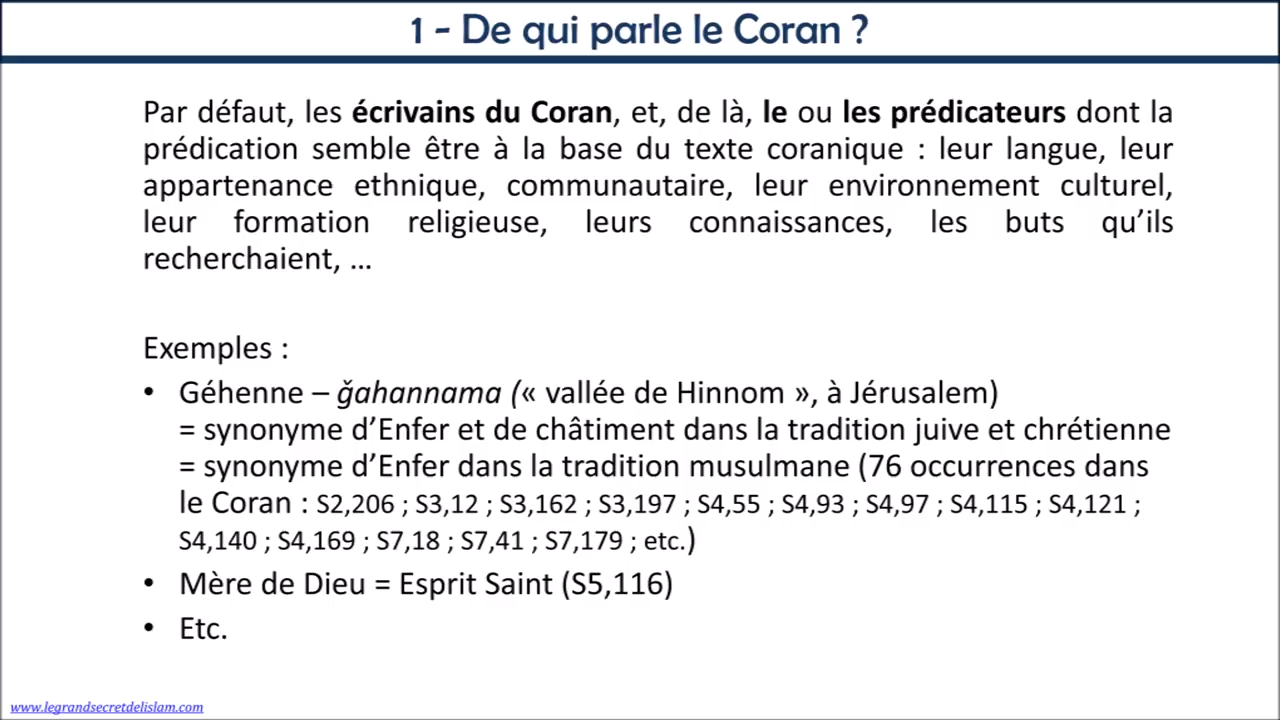 1 - De qui parle le Coran ?
Par défaut, les écrivains du Coran, et, de là, le ou les prédicateurs dont la
prédication semble être à la base du texte coranique : leur langue, leur
appartenance ethnique, communautaire, leur environnement culturel,
leur formation religieuse, leurs connaissances, les buts qu’ils
recherchaient, …
Exemples :
• Géhenne – ǧahannama (« vallée de Hinnom », à Jérusalem)
= synonyme d’Enfer et de châtiment dans la tradition juive et chrétienne
= synonyme d’Enfer dans la tradition musulmane (76 occurrences dans
le Coran : S2,206 ; S3,12 ; S3,162 ; S3,197 ; S4,55 ; S4,93 ; S4,97 ; S4,115 ; S4,121 ;
S4,140 ; S4,169 ; S7,18 ; S7,41 ; S7,179 ; etc.)
• Mère de Dieu = Esprit Saint (S5,116)
• Etc.
www.legrandsecretdelislam.com